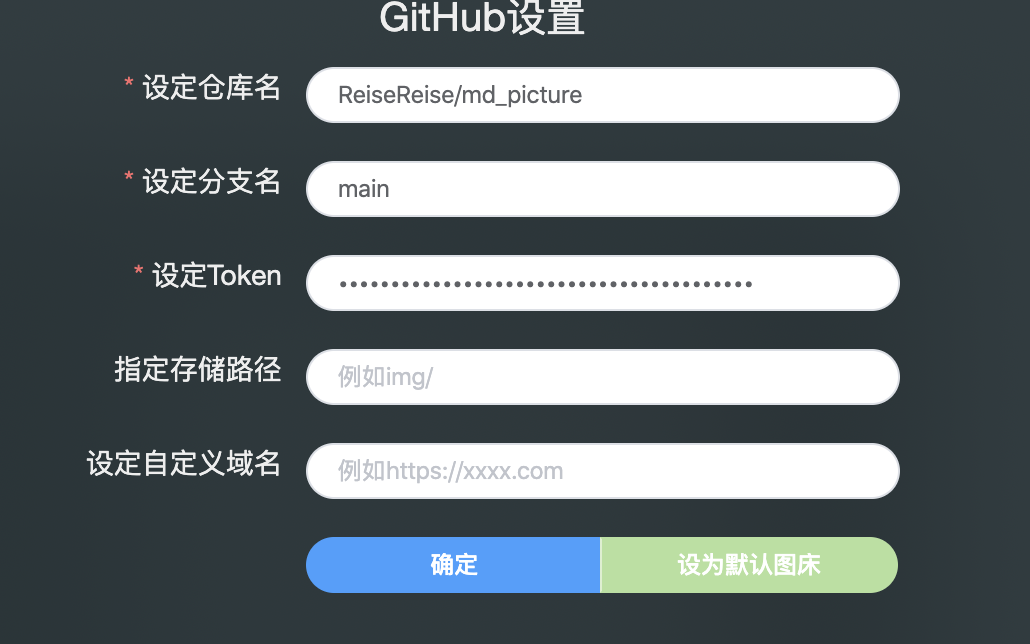 GitHub设置
* 设定仓库名 ReiseReise/md_picture
* 设定分支名 main
* 设定Token ••••••••••••••••••••••••••••••••••••••••
指定存储路径 例如img/
设定自定义域名 例如https://xxxx.com
确定 设为默认图床